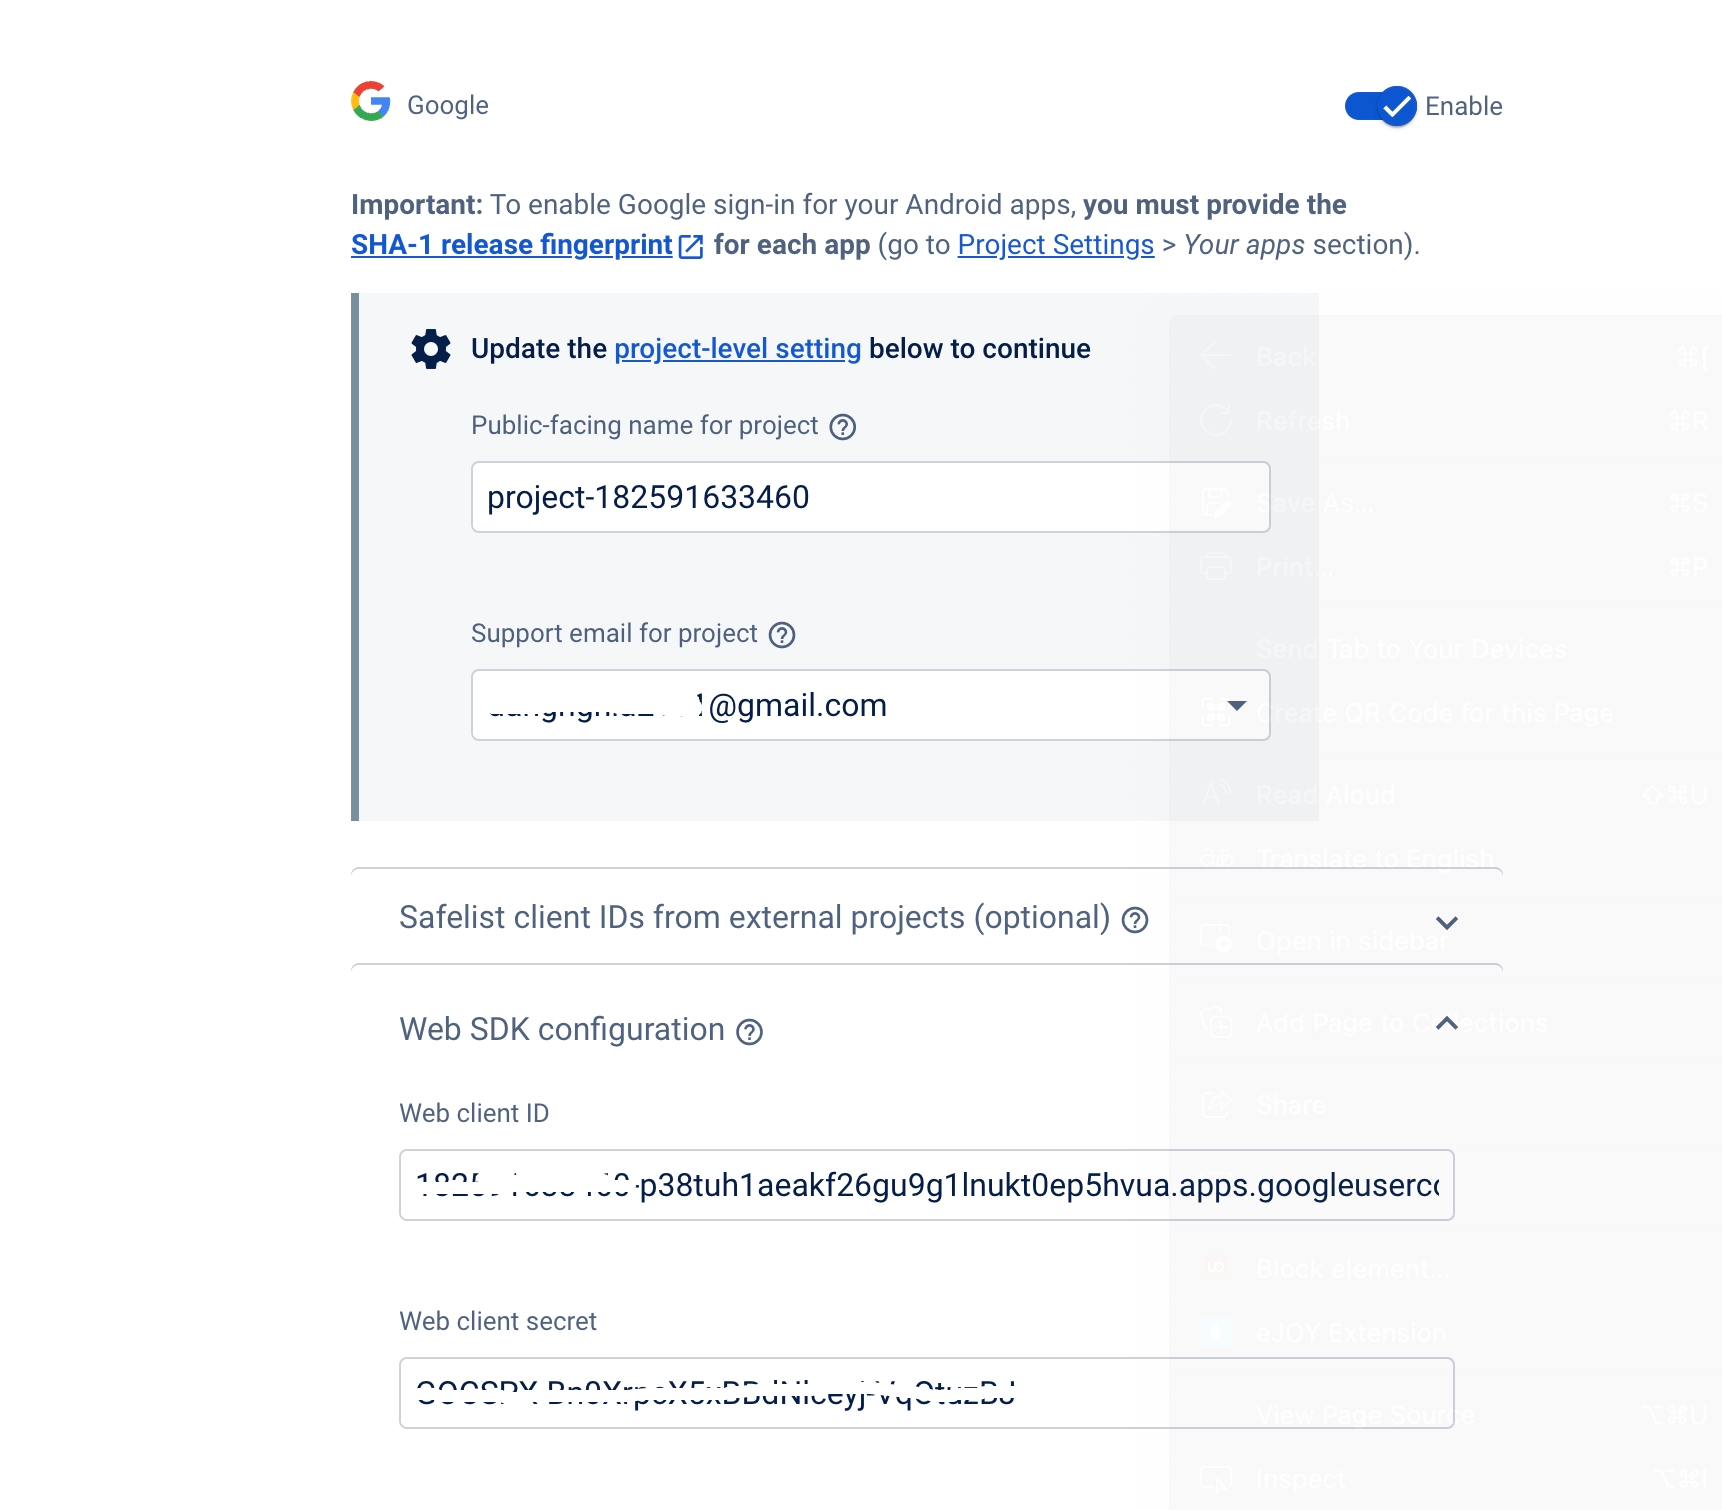 Google
Enable
Important: To enable Google sign-in for your Android apps, you must provide the
SHA-1 release fingerprint for each app (go to Project Settings > Your apps section).
Update the project-level setting below to continue
Public-facing name for project
project-182591633460
Support email for project
@gmail.com
Safelist client IDs from external projects (optional)
Web SDK configuration
Web client ID
-p38tuh1aeakf26gu9g1lnukt0ep5hvua.apps.googleuserc
Web client secret
Back ⌘[
Refresh ⌘R
Save As... ⌘S
Print... ⌘P
Send Tab to Your Devices
Create QR Code for this Page
Read Aloud ⇧⌘U
Translate to English
Open in sidebar
Add Page to Collections
Share
Block element...
eJOY Extension
View Page Source ⌥⌘U
Inspect ⌥⌘I